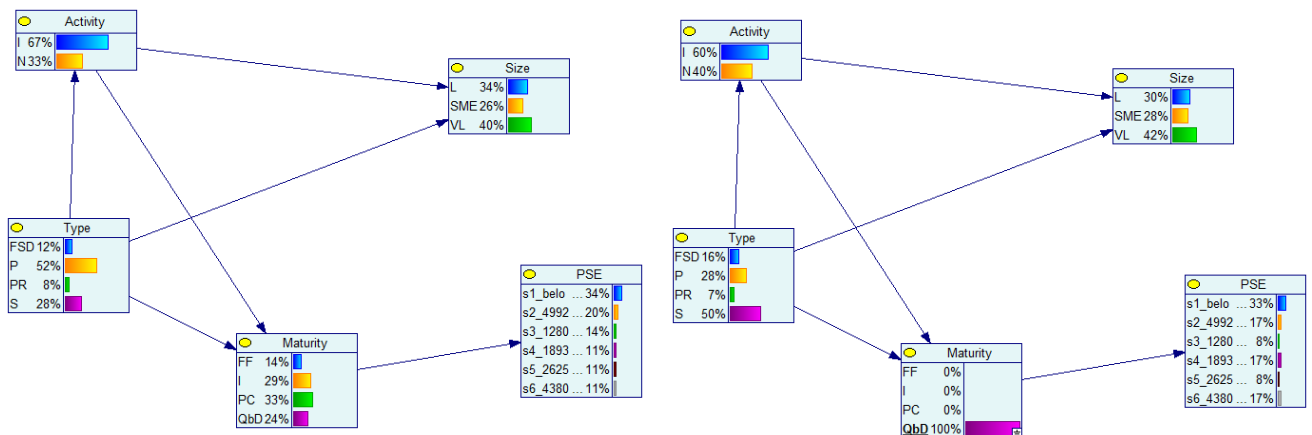 Activity
I 67%
N 33%
Size
L 34%
SME 26%
VL 40%
Type
FSD 12%
P 52%
PR 8%
S 28%
PSE
s1_belo ... 34%
s2_4992 ... 20%
s3_1280 ... 14%
s4_1893 ... 11%
s5_2625 ... 11%
s6_4380 ... 11%
Maturity
FF 14%
I 29%
PC 33%
QbD 24%
Activity
I 60%
N 40%
Size
L 30%
SME 28%
VL 42%
Type
FSD 16%
P 28%
PR 7%
S 50%
PSE
s1_belo ... 33%
s2_4992 ... 17%
s3_1280 ... 8%
s4_1893 ... 17%
s5_2625 ... 8%
s6_4380 ... 17%
Maturity
FF 0%
I 0%
PC 0%
QbD 100%